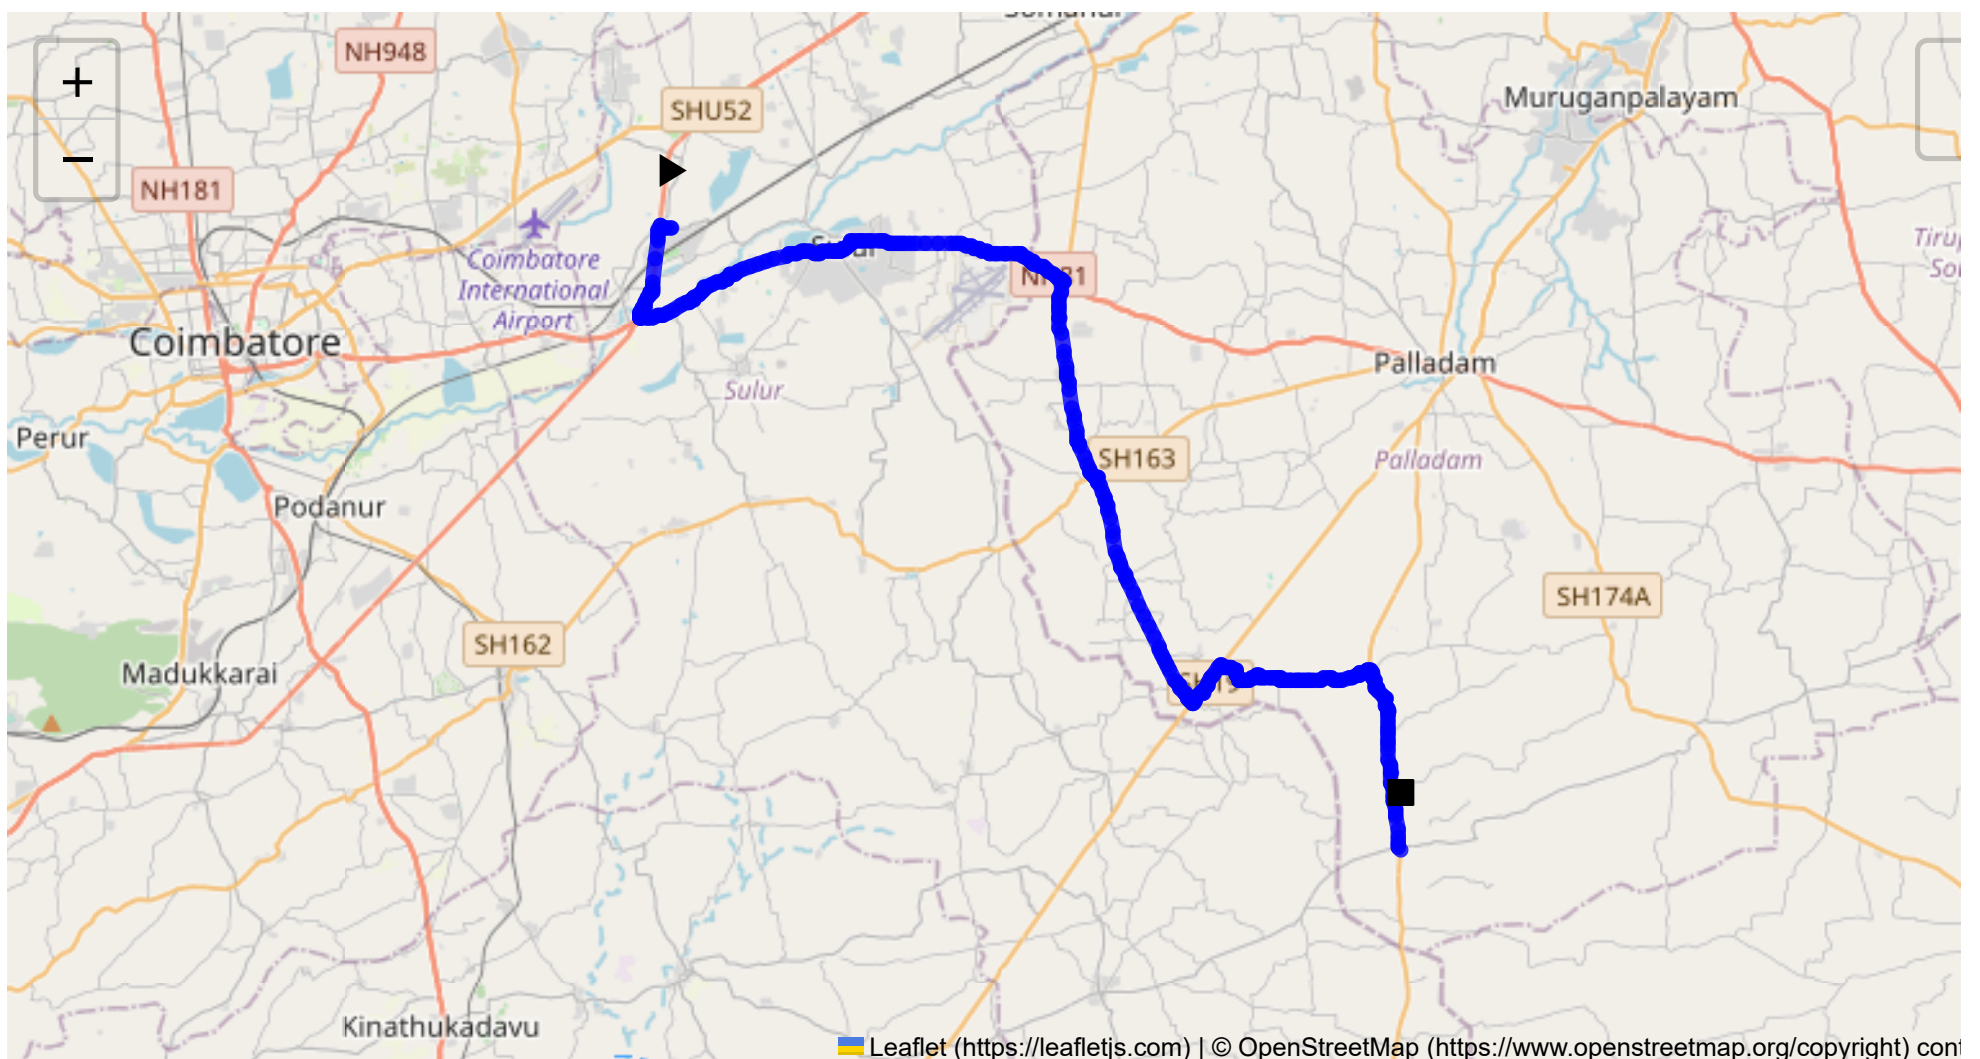 +
−
NH948
SHU52
Muruganpalayam
NH181
Coimbatore
International
Airport
Coimbatore
Palladam
Sulur
Perur
SH163
Palladam
Podanur
SH174A
SH162
Madukkarai
Kinathukadavu
Leaflet (https://leafletjs.com) | © OpenStreetMap (https://www.openstreetmap.org/copyright) cont